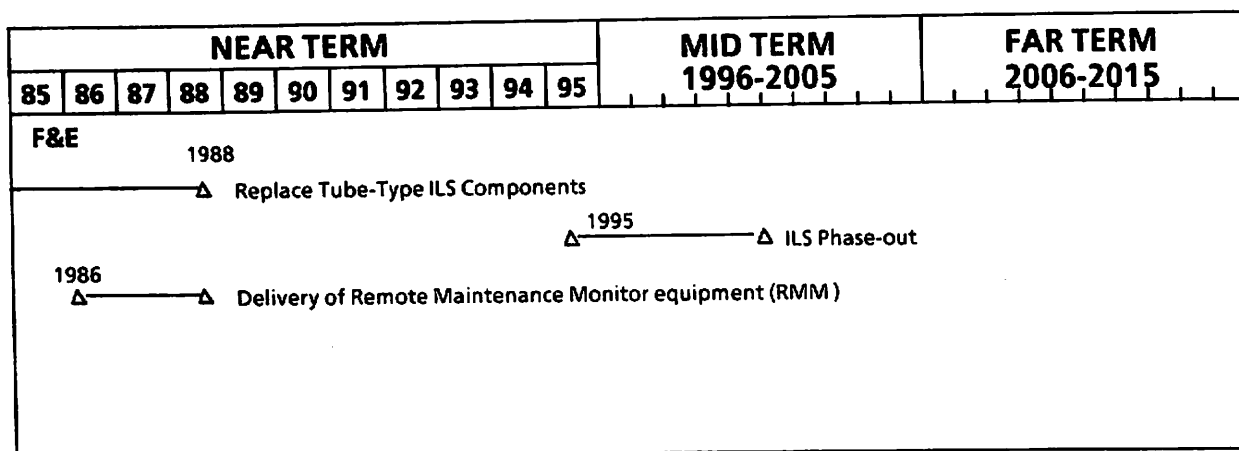 NEAR TERM
MID TERM
1996-2005
FAR TERM
2006-2015
85 86 87 88 89 90 91 92 93 94 95
F&E
1988
Replace Tube-Type ILS Components
1995
ILS Phase-out
1986
Delivery of Remote Maintenance Monitor equipment (RMM)